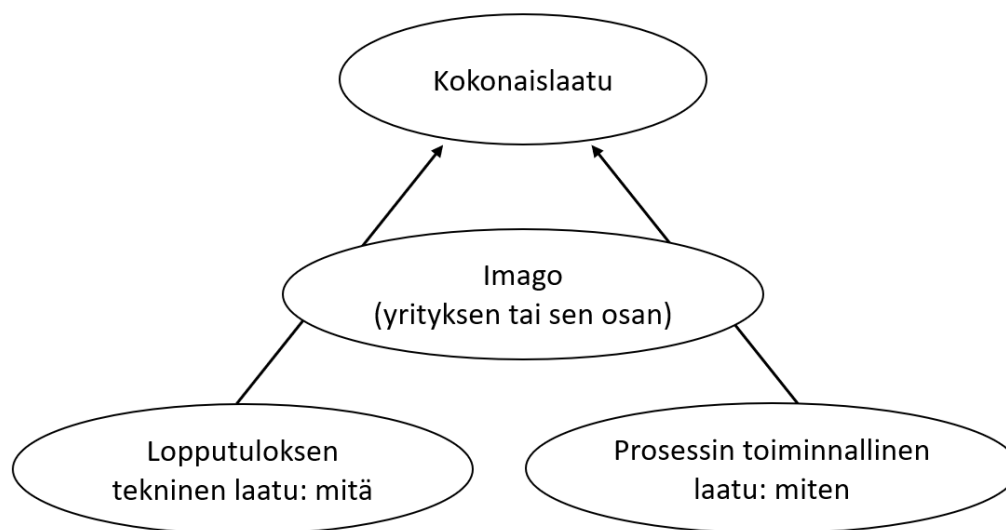 Kokonaislaatu
Imago
(yrityksen tai sen osan)
Lopputuloksen
tekninen laatu: mitä
Prosessin toiminnallinen
laatu: miten